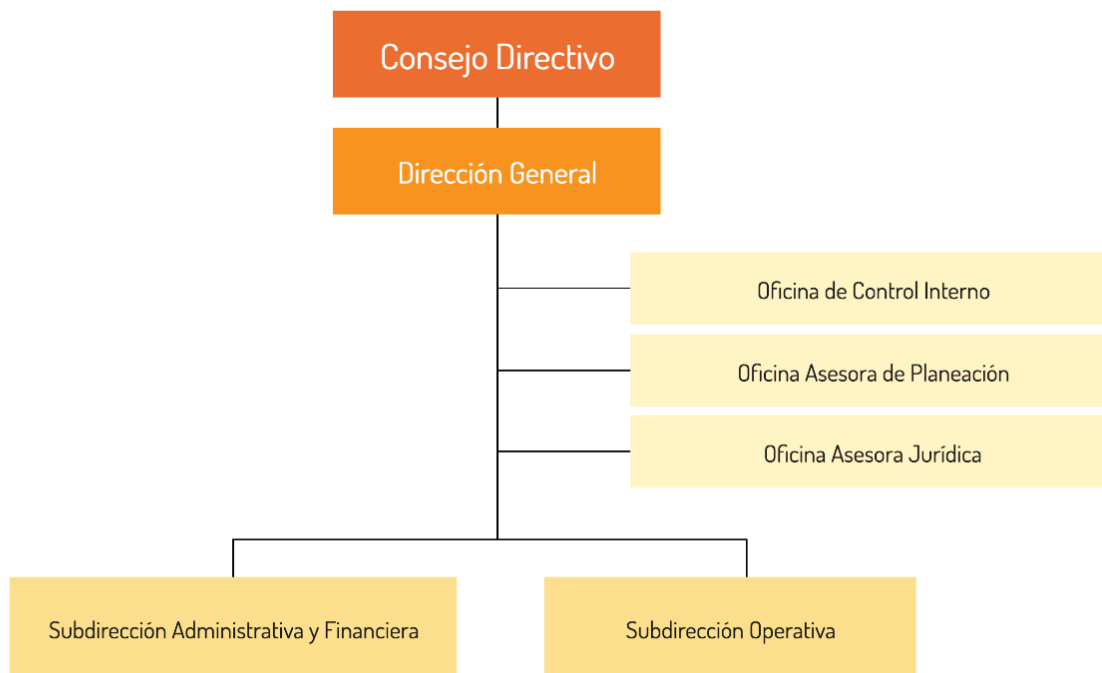 Consejo Directivo
Dirección General
Oficina de Control Interno
Oficina Asesora de Planeación
Oficina Asesora Jurídica
Subdirección Administrativa y Financiera
Subdirección Operativa